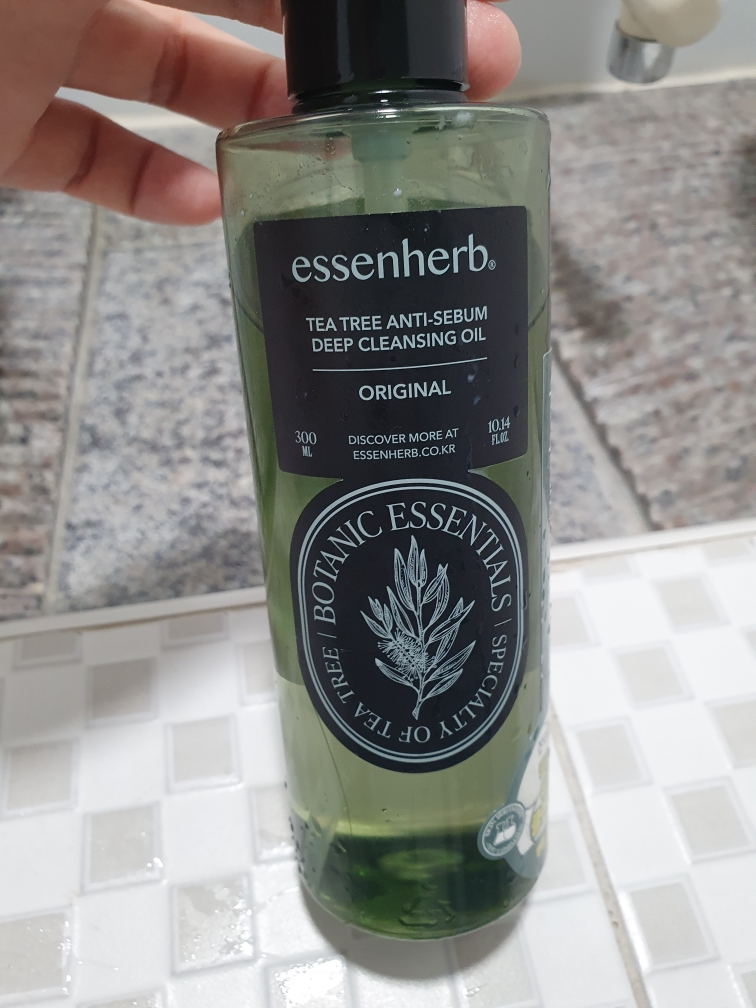 essenherb®
TEA TREE ANTI-SEBUM
DEEP CLEANSING OIL
ORIGINAL
300
ML
DISCOVER MORE AT
ESSENHERB.CO.KR
10.14
FL.OZ.
BOTANIC ESSENTIALS | SPECIALTY OF TEA TREE |